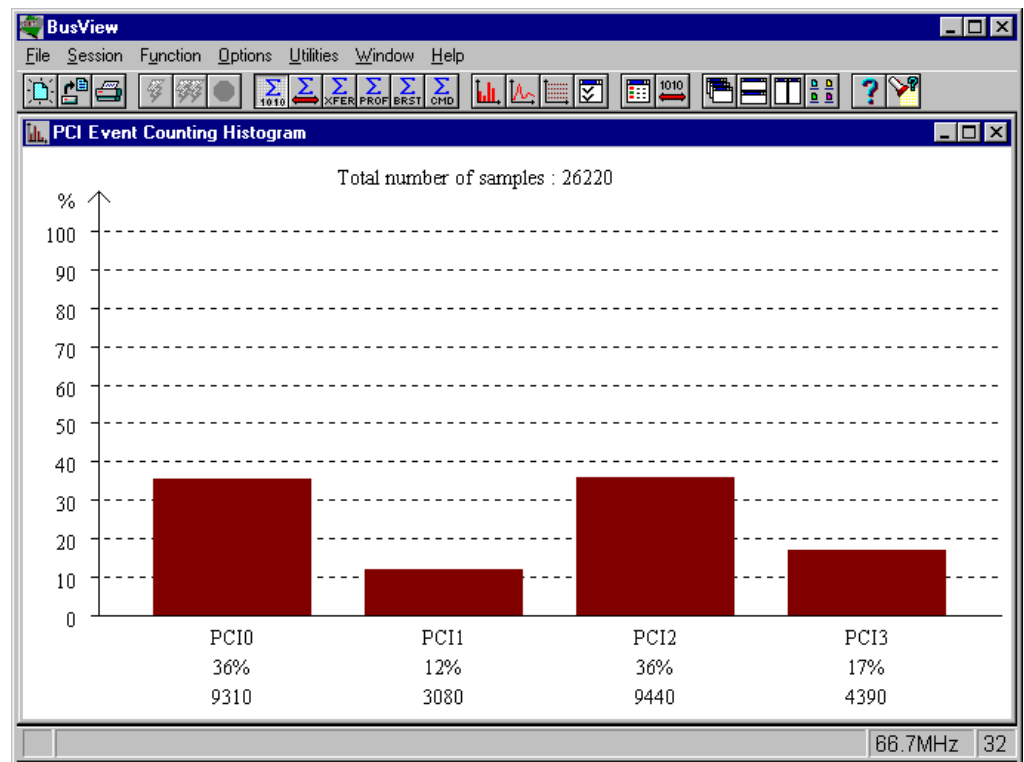 BusView
File Session Function Options Utilities Window Help
1010 XFER PROF BRST CMD 1010 ?
PCI Event Counting Histogram
Total number of samples : 26220
%
100
90
80
70
60
50
40
30
20
10
0
PCI0 PCI1 PCI2 PCI3
36% 12% 36% 17%
9310 3080 9440 4390
66.7MHz 32